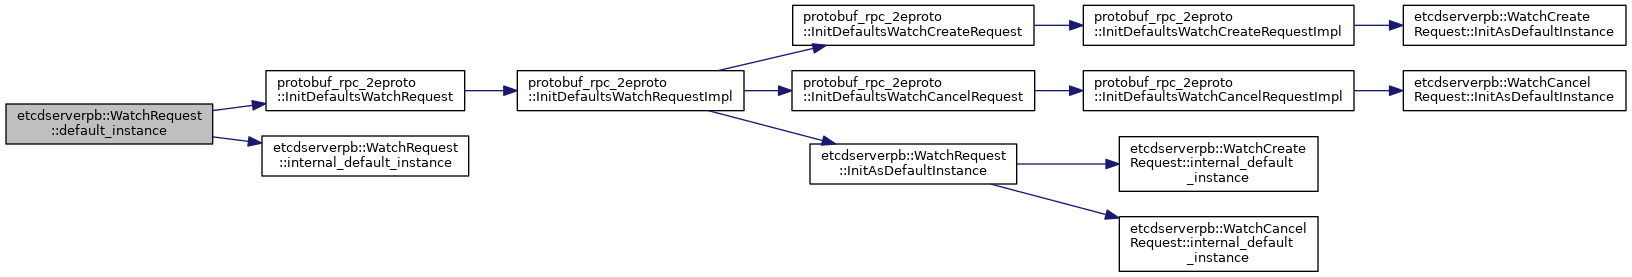 etcdserverpb::WatchRequest
::default_instance
protobuf_rpc_2eproto
::InitDefaultsWatchRequest
etcdserverpb::WatchRequest
::internal_default_instance
protobuf_rpc_2eproto
::InitDefaultsWatchRequestImpl
protobuf_rpc_2eproto
::InitDefaultsWatchCreateRequest
protobuf_rpc_2eproto
::InitDefaultsWatchCreateRequestImpl
etcdserverpb::WatchCreate
Request::InitAsDefaultInstance
protobuf_rpc_2eproto
::InitDefaultsWatchCancelRequest
protobuf_rpc_2eproto
::InitDefaultsWatchCancelRequestImpl
etcdserverpb::WatchCancel
Request::InitAsDefaultInstance
etcdserverpb::WatchRequest
::InitAsDefaultInstance
etcdserverpb::WatchCreate
Request::internal_default
_instance
etcdserverpb::WatchCancel
Request::internal_default
_instance